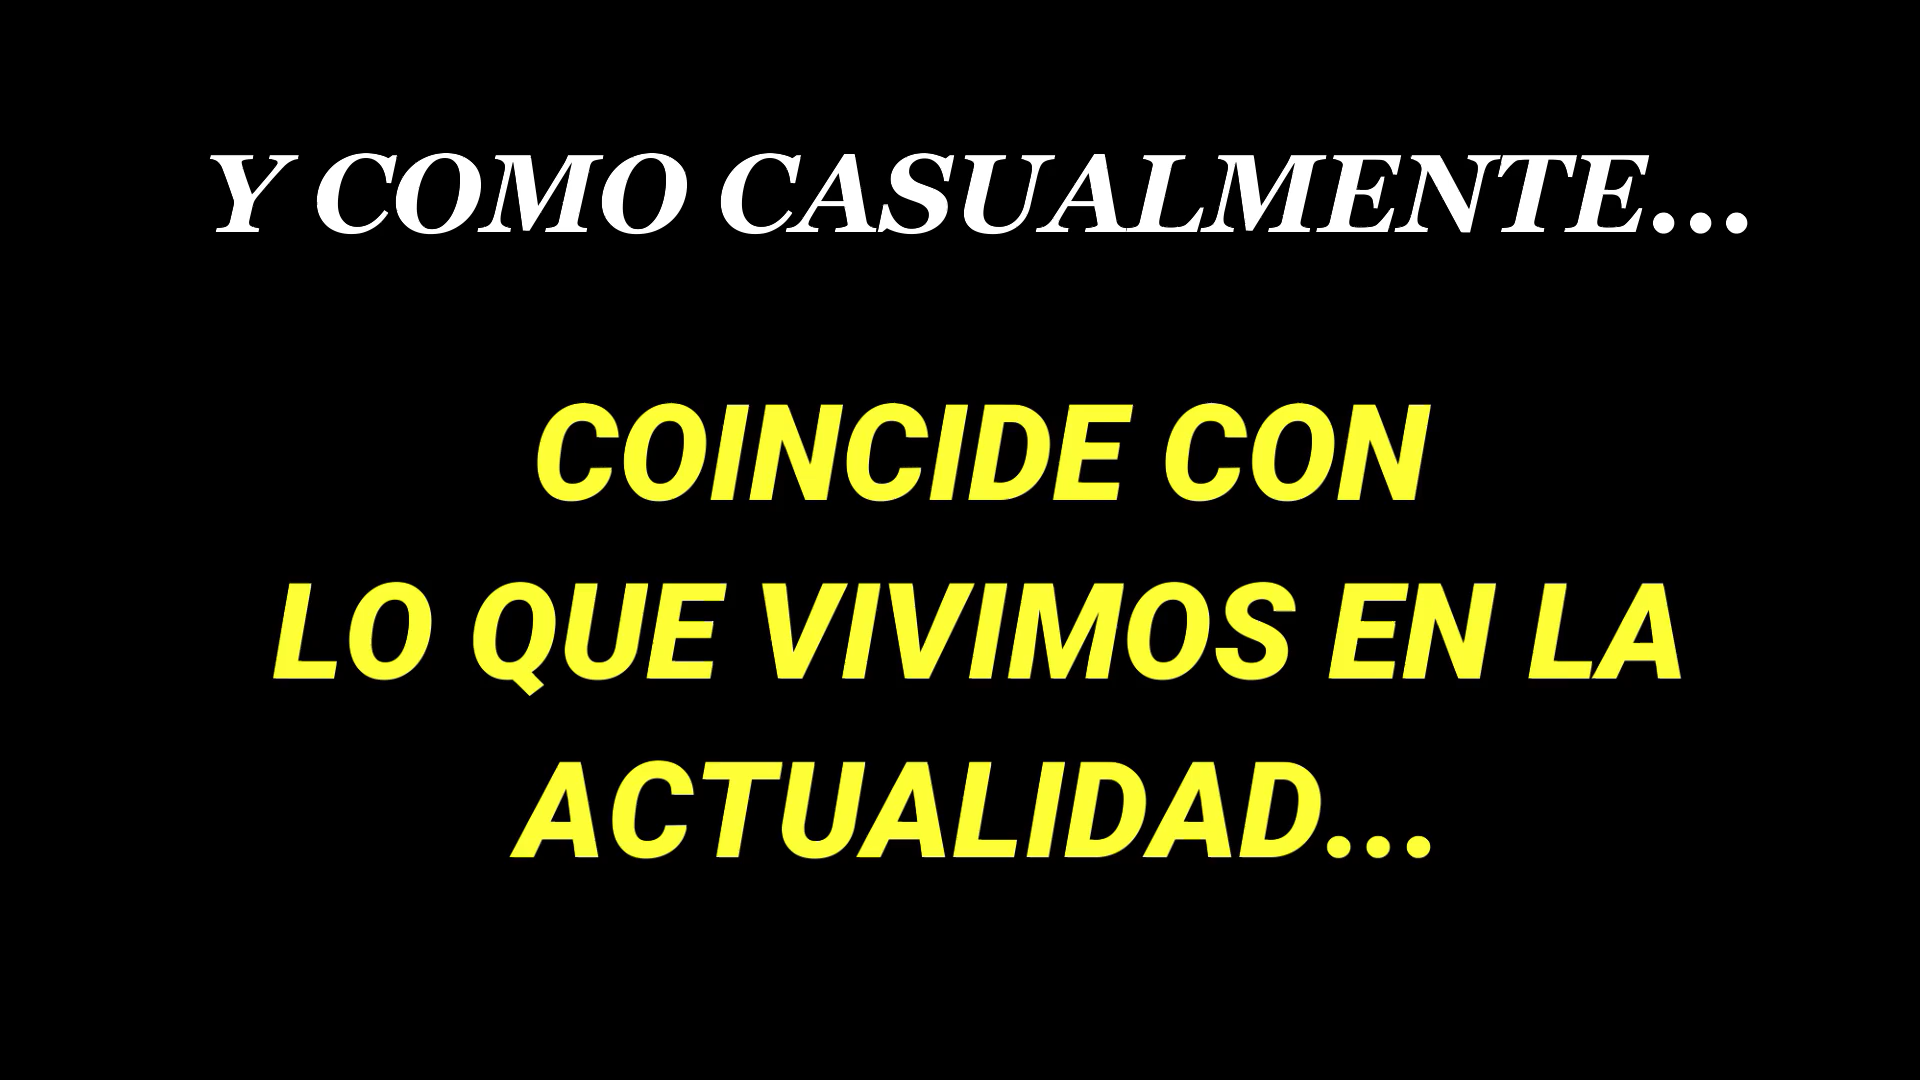 Y COMO CASUALMENTE...
COINCIDE CON
LO QUE VIVIMOS EN LA
ACTUALIDAD...